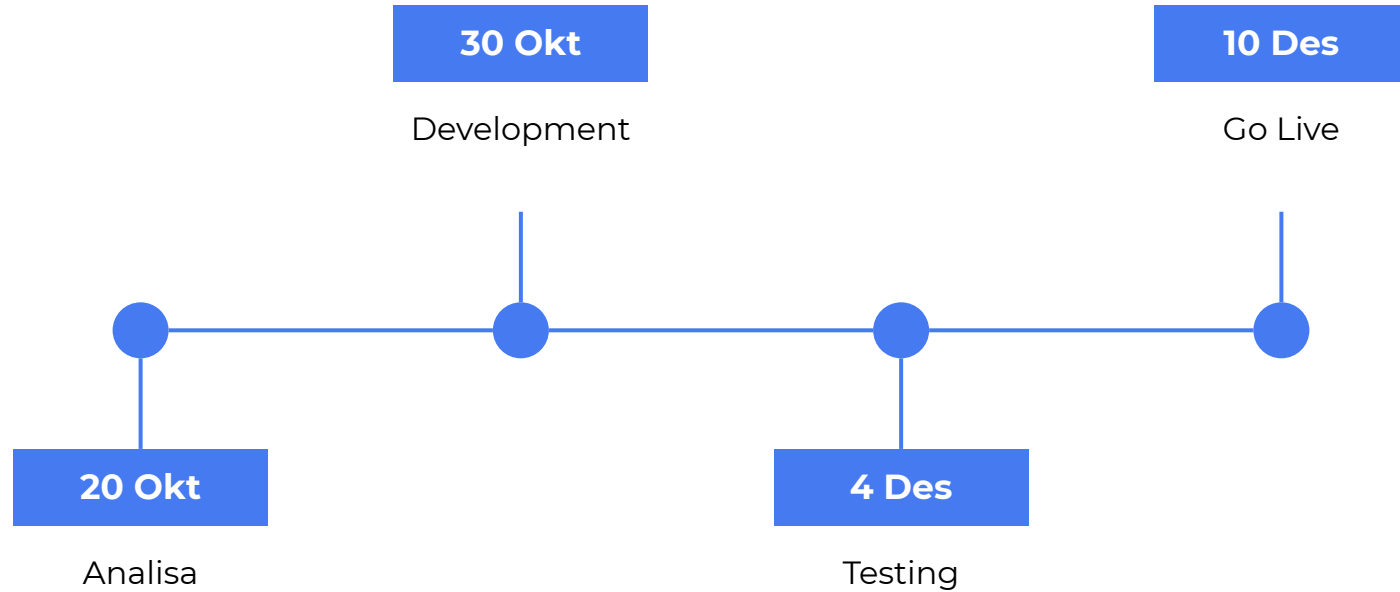 30 Okt
Development
10 Des
Go Live
20 Okt
Analisa
4 Des
Testing